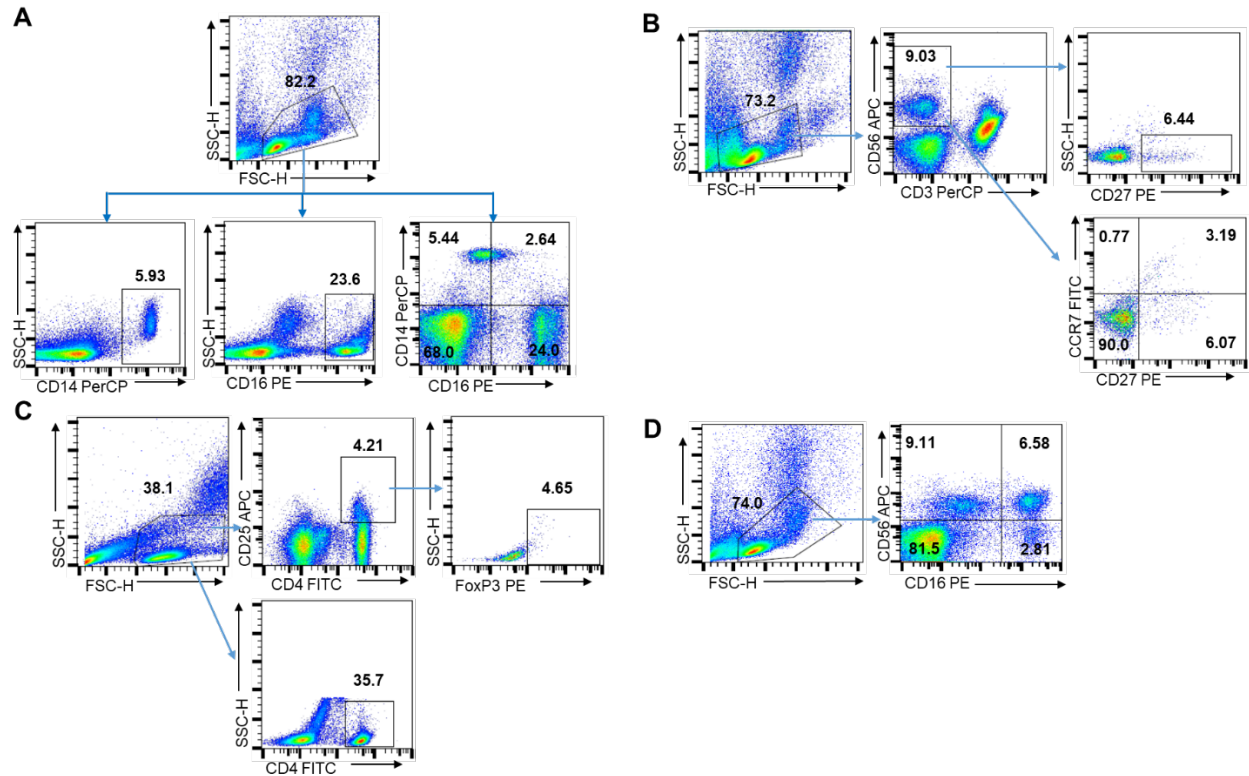 A
SSC-H
82.2
FSC-H
SSC-H
5.93
CD14 PerCP
SSC-H
23.6
CD16 PE
CD14 PerCP
5.44
2.64
68.0
24.0
CD16 PE
B
SSC-H
73.2
FSC-H
CD56 APC
9.03
CD3 PerCP
SSC-H
6.44
CD27 PE
CCR7 FITC
0.77
3.19
90.0
6.07
CD27 PE
C
SSC-H
38.1
FSC-H
CD25 APC
4.21
CD4 FITC
SSC-H
4.65
FoxP3 PE
SSC-H
35.7
CD4 FITC
D
SSC-H
74.0
FSC-H
CD56 APC
9.11
6.58
81.5
2.81
CD16 PE